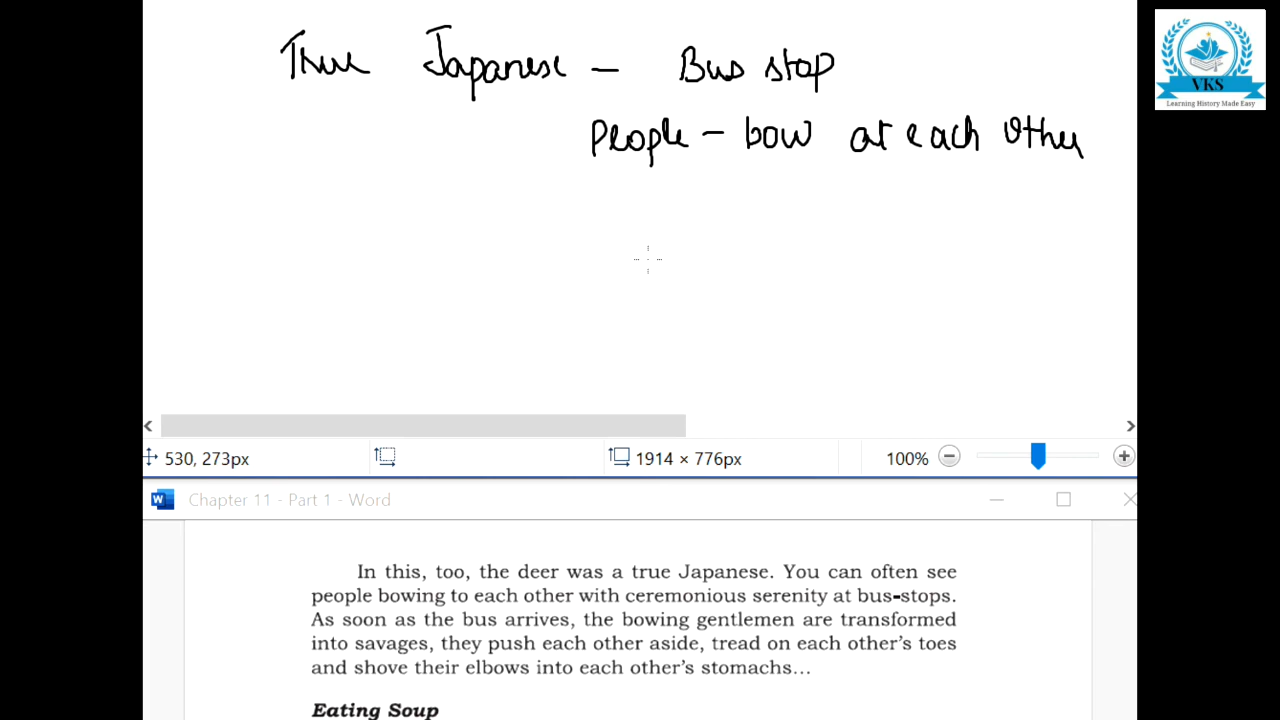 True Japanese - Bus stop
People - bow at each other
VKS
Learning History Made Easy
530, 273px
1914 × 776px
100%
Chapter 11 - Part 1 - Word
In this, too, the deer was a true Japanese. You can often see
people bowing to each other with ceremonious serenity at bus-stops.
As soon as the bus arrives, the bowing gentlemen are transformed
into savages, they push each other aside, tread on each other's toes
and shove their elbows into each other's stomachs...
Eating Soup